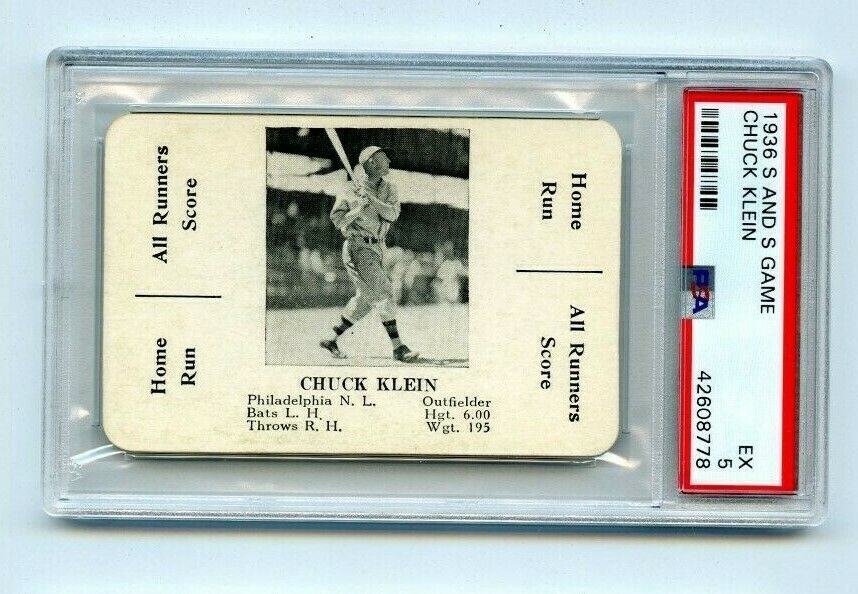 All Runners
Score
Home
Run
Home
Run
All Runners
Score
CHUCK KLEIN
Philadelphia N. L. Outfielder
Bats L. H. Hgt. 6.00
Throws R. H. Wgt. 195
1936 S AND S GAME
CHUCK KLEIN
EX
5
42608778
PSA